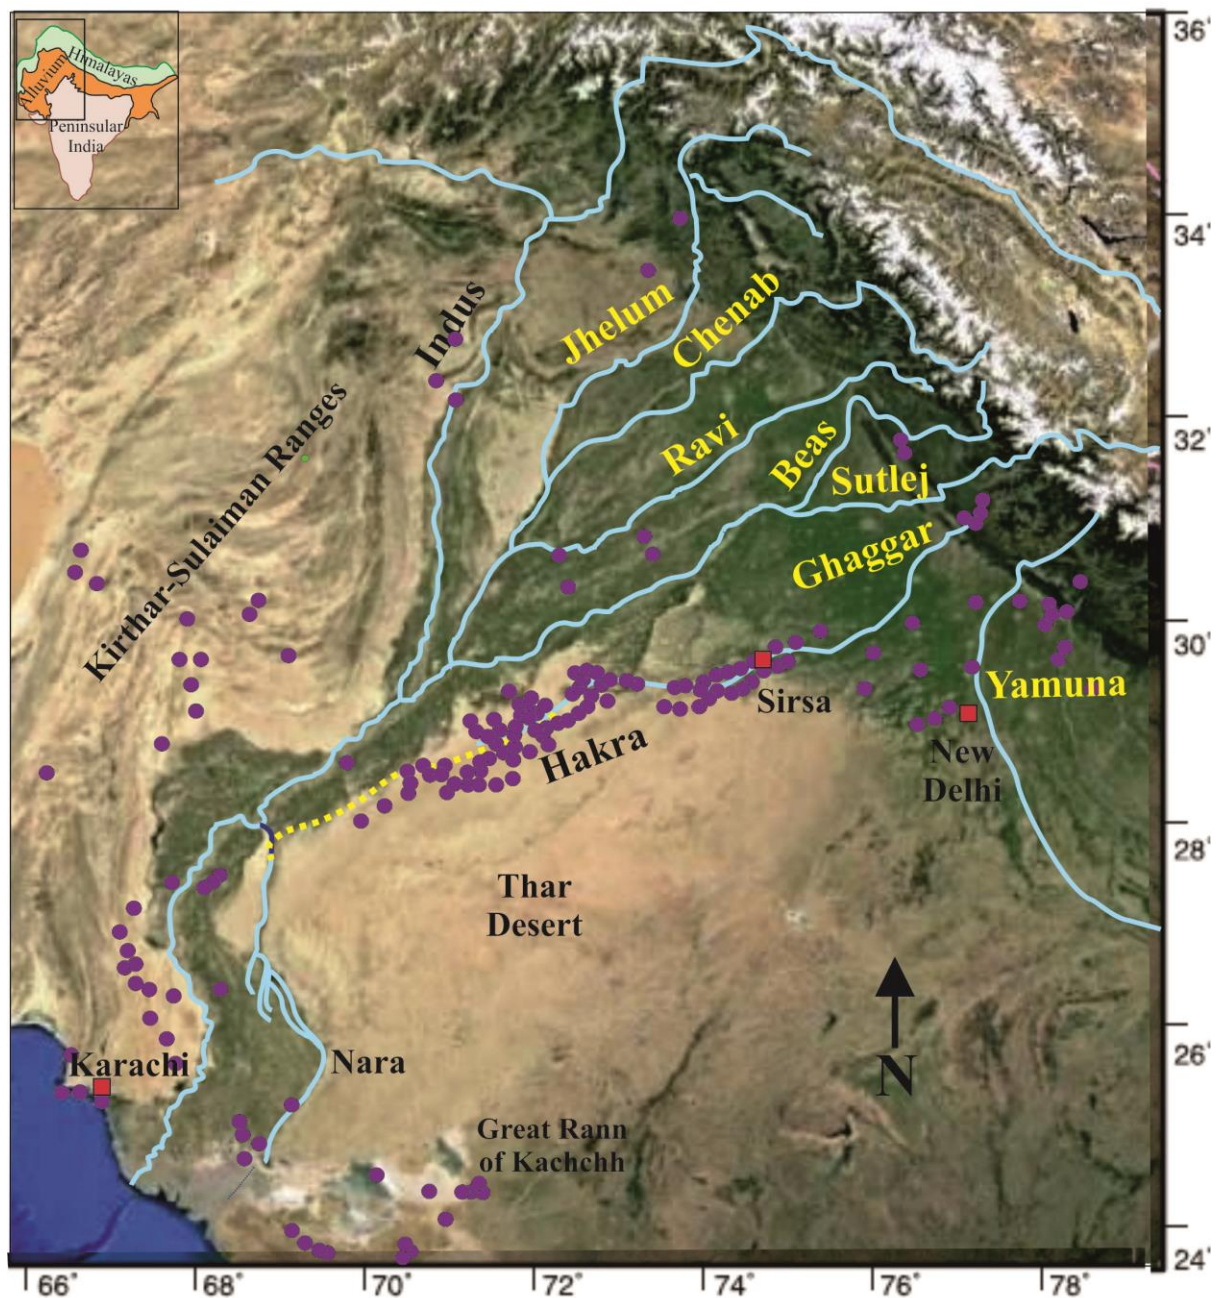 Himalayas
Alluvium
Peninsular
India
36°
34°
32°
30°
28°
26°
24°
Indus
Jhelum
Chenab
Ravi
Beas
Sutlej
Ghaggar
Kirthar-Sulaiman Ranges
Yamuna
Sirsa
Hakra
New
Delhi
Thar
Desert
Karachi
Nara
N
Great Rann
of Kachchh
66°
68°
70°
72°
74°
76°
78°